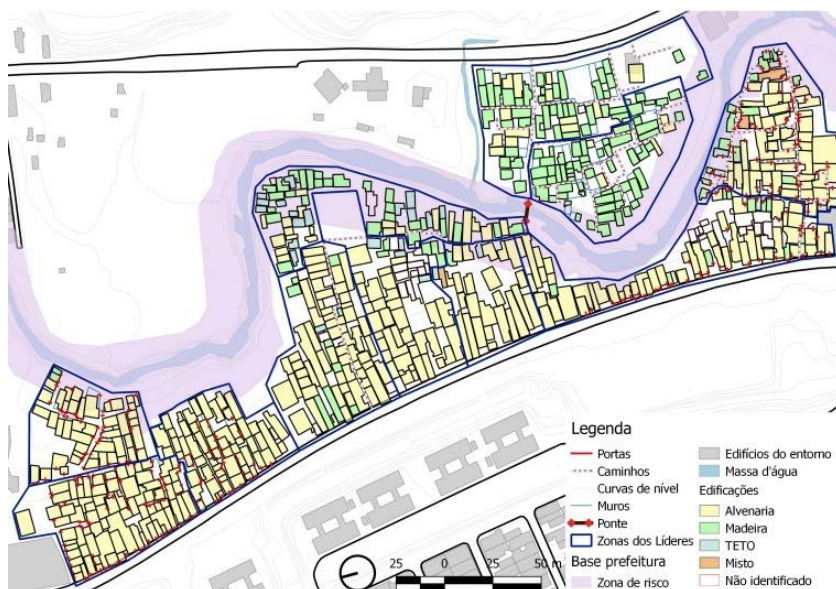 Legenda
Portas
Caminhos
Curvas de nível
Muros
Ponte
Zonas dos Líderes
Base prefeitura
Zona de risco
Edifícios do entorno
Massa d'água
Edificações
Alvenaria
Madeira
TETO
Misto
Não identificado
25 0 25 50 m